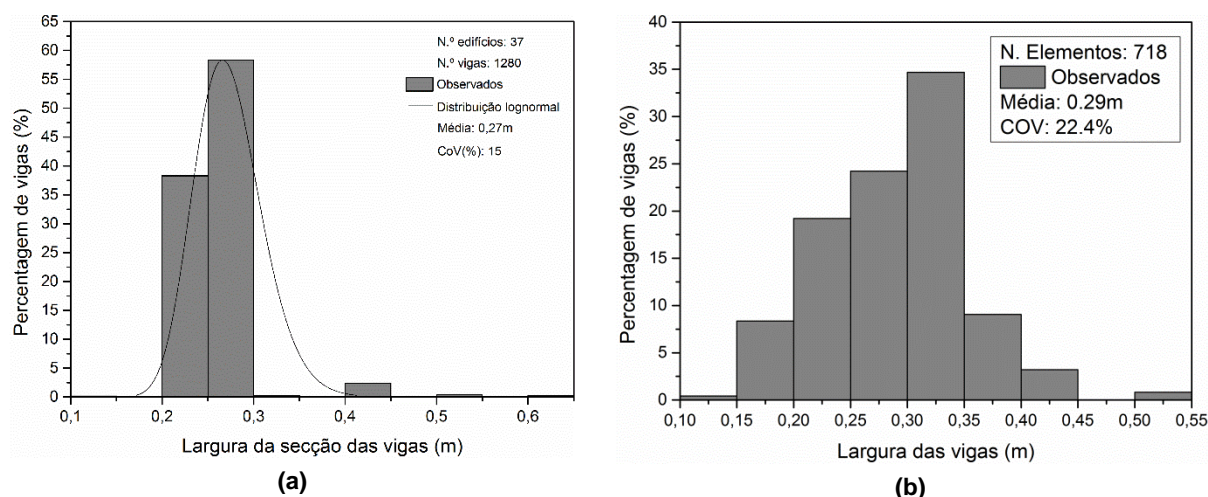 65
60
55
50
45
40
35
30
25
20
15
10
5
0
Percentagem de vigas (%)
N.º edifícios: 37
N.º vigas: 1280
Observados
Distribuição lognormal
Média: 0,27m
CoV(%): 15
0,1 0,2 0,3 0,4 0,5 0,6
Largura da secção das vigas (m)
(a)
40
35
30
25
20
15
10
5
0
Percentagem de vigas (%)
N. Elementos: 718
Observados
Média: 0.29m
COV: 22.4%
0,10 0,15 0,20 0,25 0,30 0,35 0,40 0,45 0,50 0,55
Largura das vigas (m)
(b)